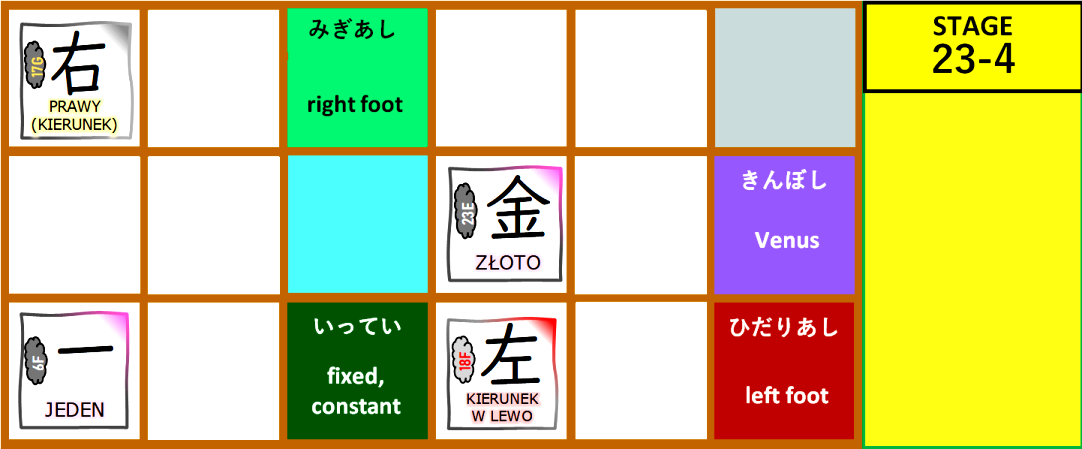 右
17G
PRAWY
(KIERUNEK)
みぎあし
right foot
STAGE
23-4
金
23E
ZŁOTO
きんぼし
Venus
一
6F
JEDEN
いってい
fixed,
constant
左
18F
KIERUNEK
W LEWO
ひだりあし
left foot